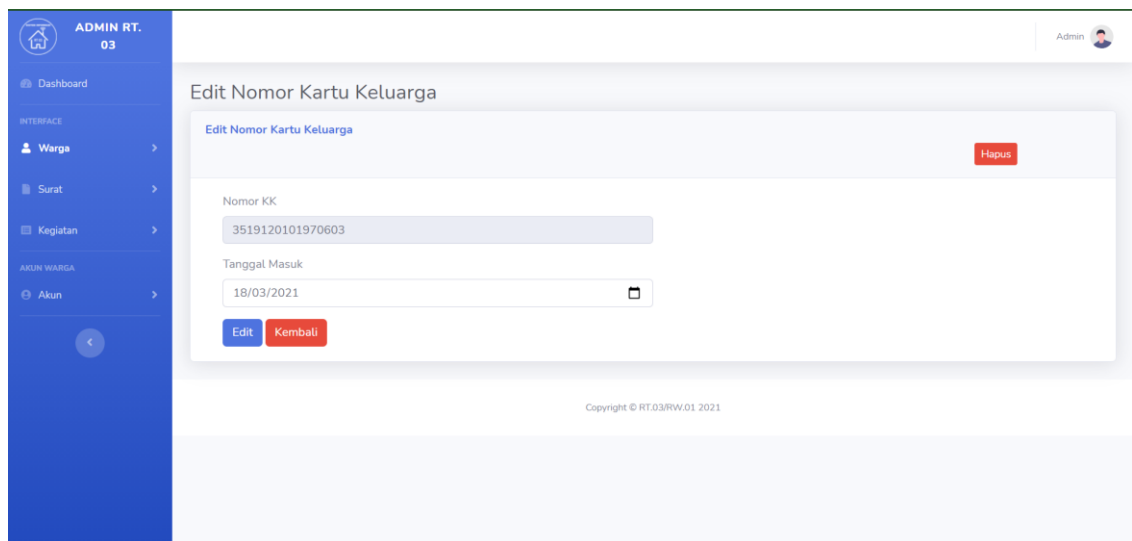 ADMIN RT.
03
Admin
Dashboard
Edit Nomor Kartu Keluarga
INTERFACE
Edit Nomor Kartu Keluarga
Warga
Hapus
Surat
Nomor KK
3519120101970603
Kegiatan
Tanggal Masuk
AKUN WARGA
18/03/2021
Akun
Edit
Kembali
Copyright © RT.03/RW.01 2021